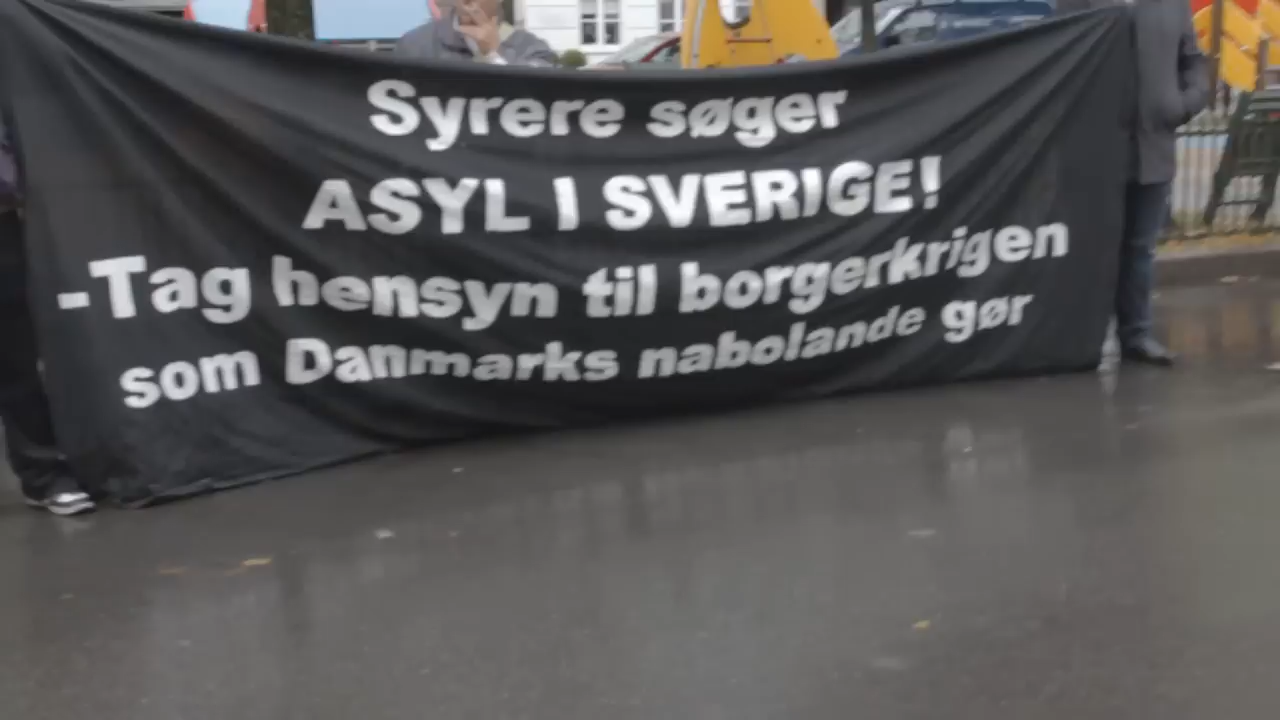 Syrere søger
ASYL I SVERIGE!
-Tag hensyn til borgerkrigen
som Danmarks nabolande gør